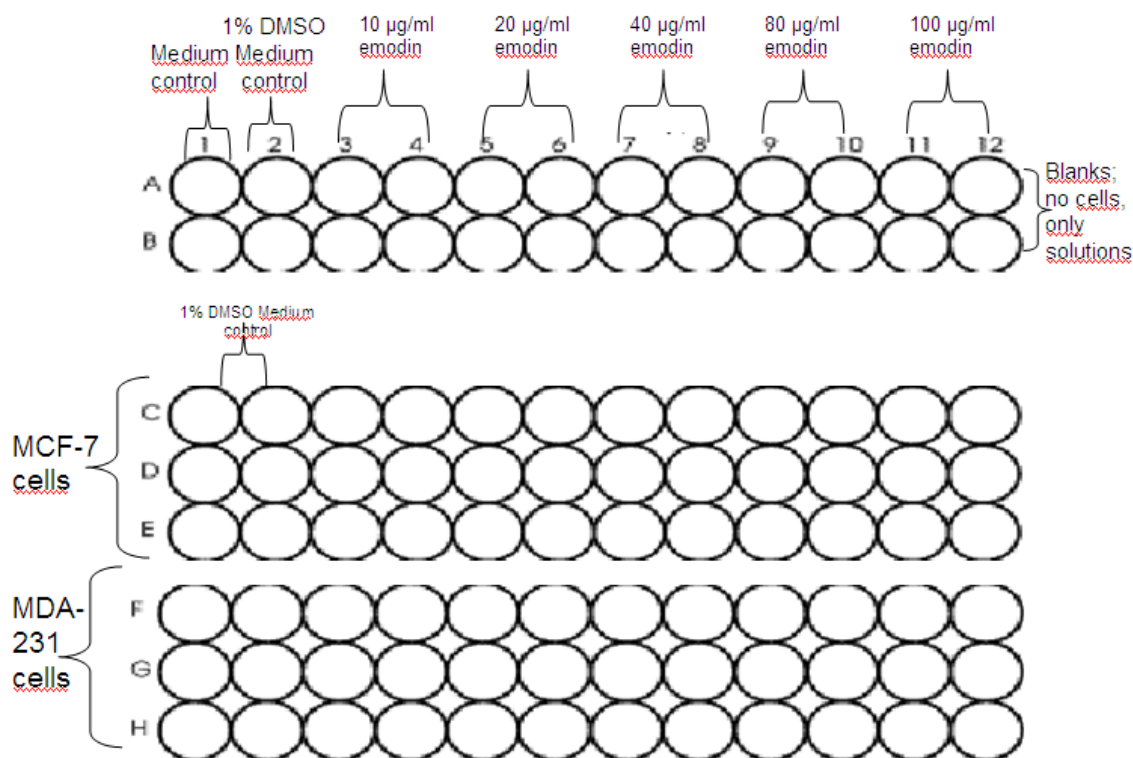 1% DMSO
Medium Medium
control control
10 µg/ml
emodin
20 µg/ml
emodin
40 µg/ml
emodin
80 µg/ml
emodin
100 µg/ml
emodin
1 2 3 4 5 6 7 8 9 10 11 12
A
B
Blanks;
no cells,
only
solutions
1% DMSO Medium
control
MCF-7
cells
C
D
E
MDA-
231
cells
F
G
H